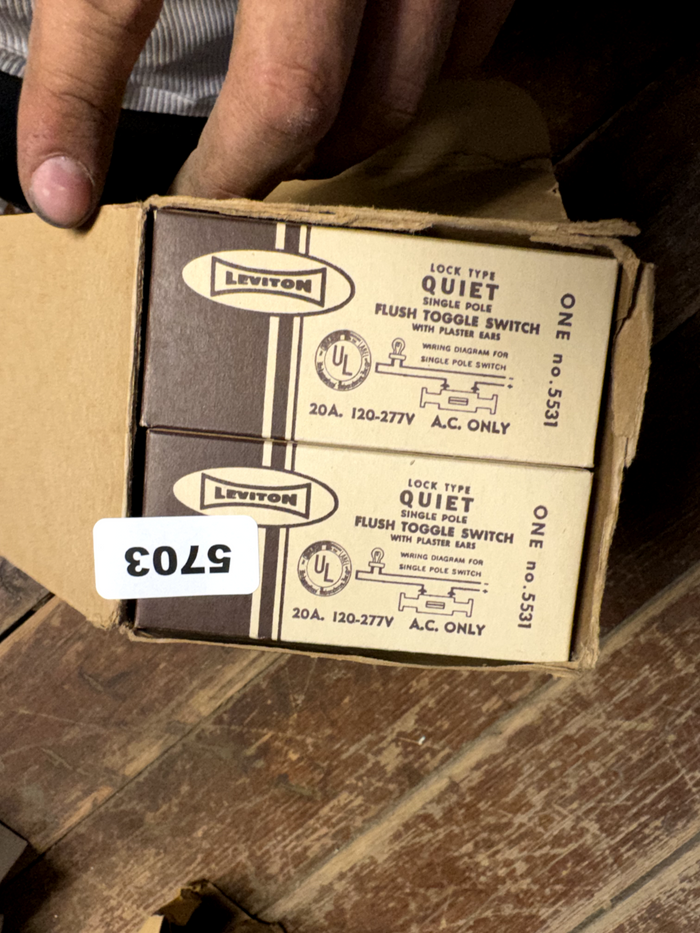 LEVITON
LOCK TYPE
QUIET
SINGLE POLE
FLUSH TOGGLE SWITCH
WITH PLASTER EARS
UL
WIRING DIAGRAM FOR
SINGLE POLE SWITCH
20A. 120-277V A.C. ONLY
ONE no. 5531
LEVITON
LOCK TYPE
QUIET
SINGLE POLE
FLUSH TOGGLE SWITCH
WITH PLASTER EARS
UL
WIRING DIAGRAM FOR
SINGLE POLE SWITCH
20A. 120-277V A.C. ONLY
ONE no. 5531
5703